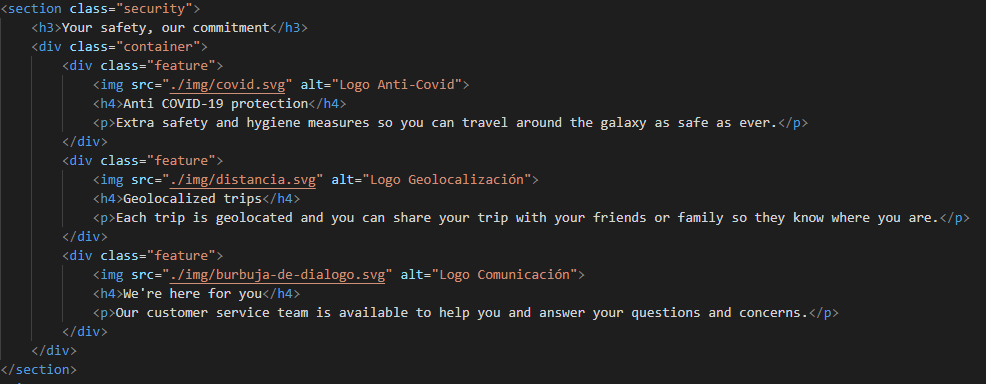 <section class="security">
    <h3>Your safety, our commitment</h3>
    <div class="container">
        <div class="feature">
            <img src="./img/covid.svg" alt="Logo Anti-Covid">
            <h4>Anti COVID-19 protection</h4>
            <p>Extra safety and hygiene measures so you can travel around the galaxy as safe as ever.</p>
        </div>
        <div class="feature">
            <img src="./img/distancia.svg" alt="Logo Geolocalización">
            <h4>Geolocalized trips</h4>
            <p>Each trip is geolocated and you can share your trip with your friends or family so they know where you are.</p>
        </div>
        <div class="feature">
            <img src="./img/burbuja-de-dialogo.svg" alt="Logo Comunicación">
            <h4>We're here for you</h4>
            <p>Our customer service team is available to help you and answer your questions and concerns.</p>
        </div>
    </div>
</section>